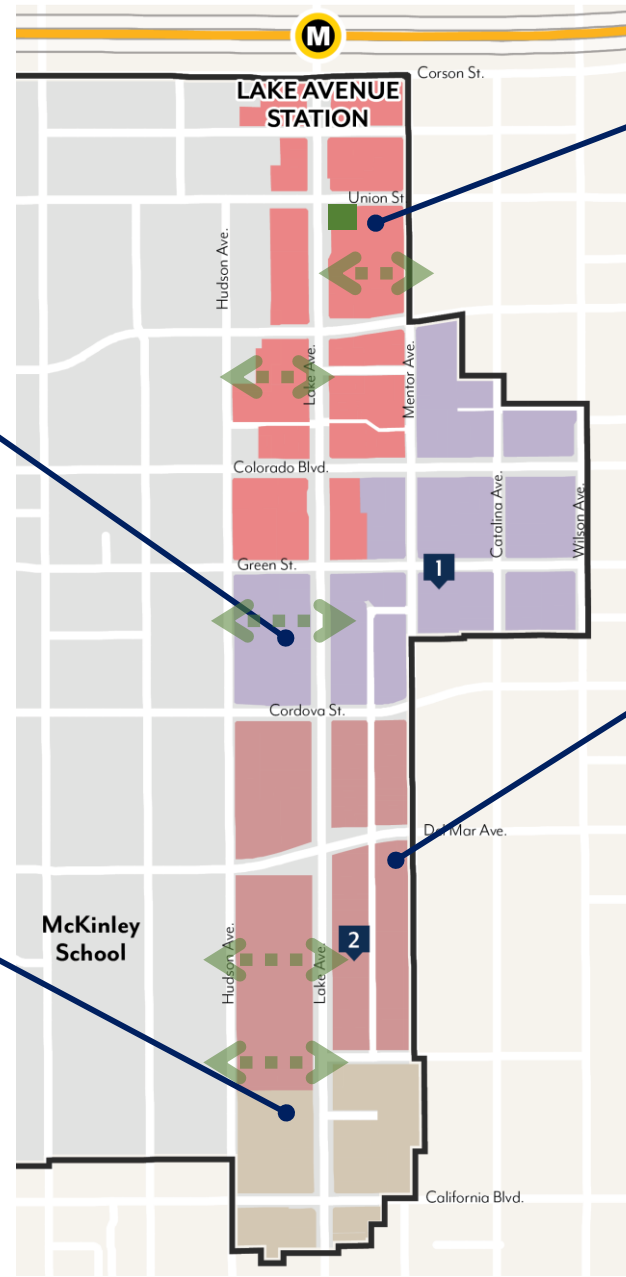 M
Corson St.
LAKE AVENUE
STATION
Union St.
Hudson Ave.
Lake Ave.
Mentor Ave.
Colorado Blvd.
Catalina Ave.
Wilson Ave.
Green St.
1
Cordova St.
Del Mar Ave.
McKinley
School
2
Hudson Ave.
Lake Ave.
California Blvd.